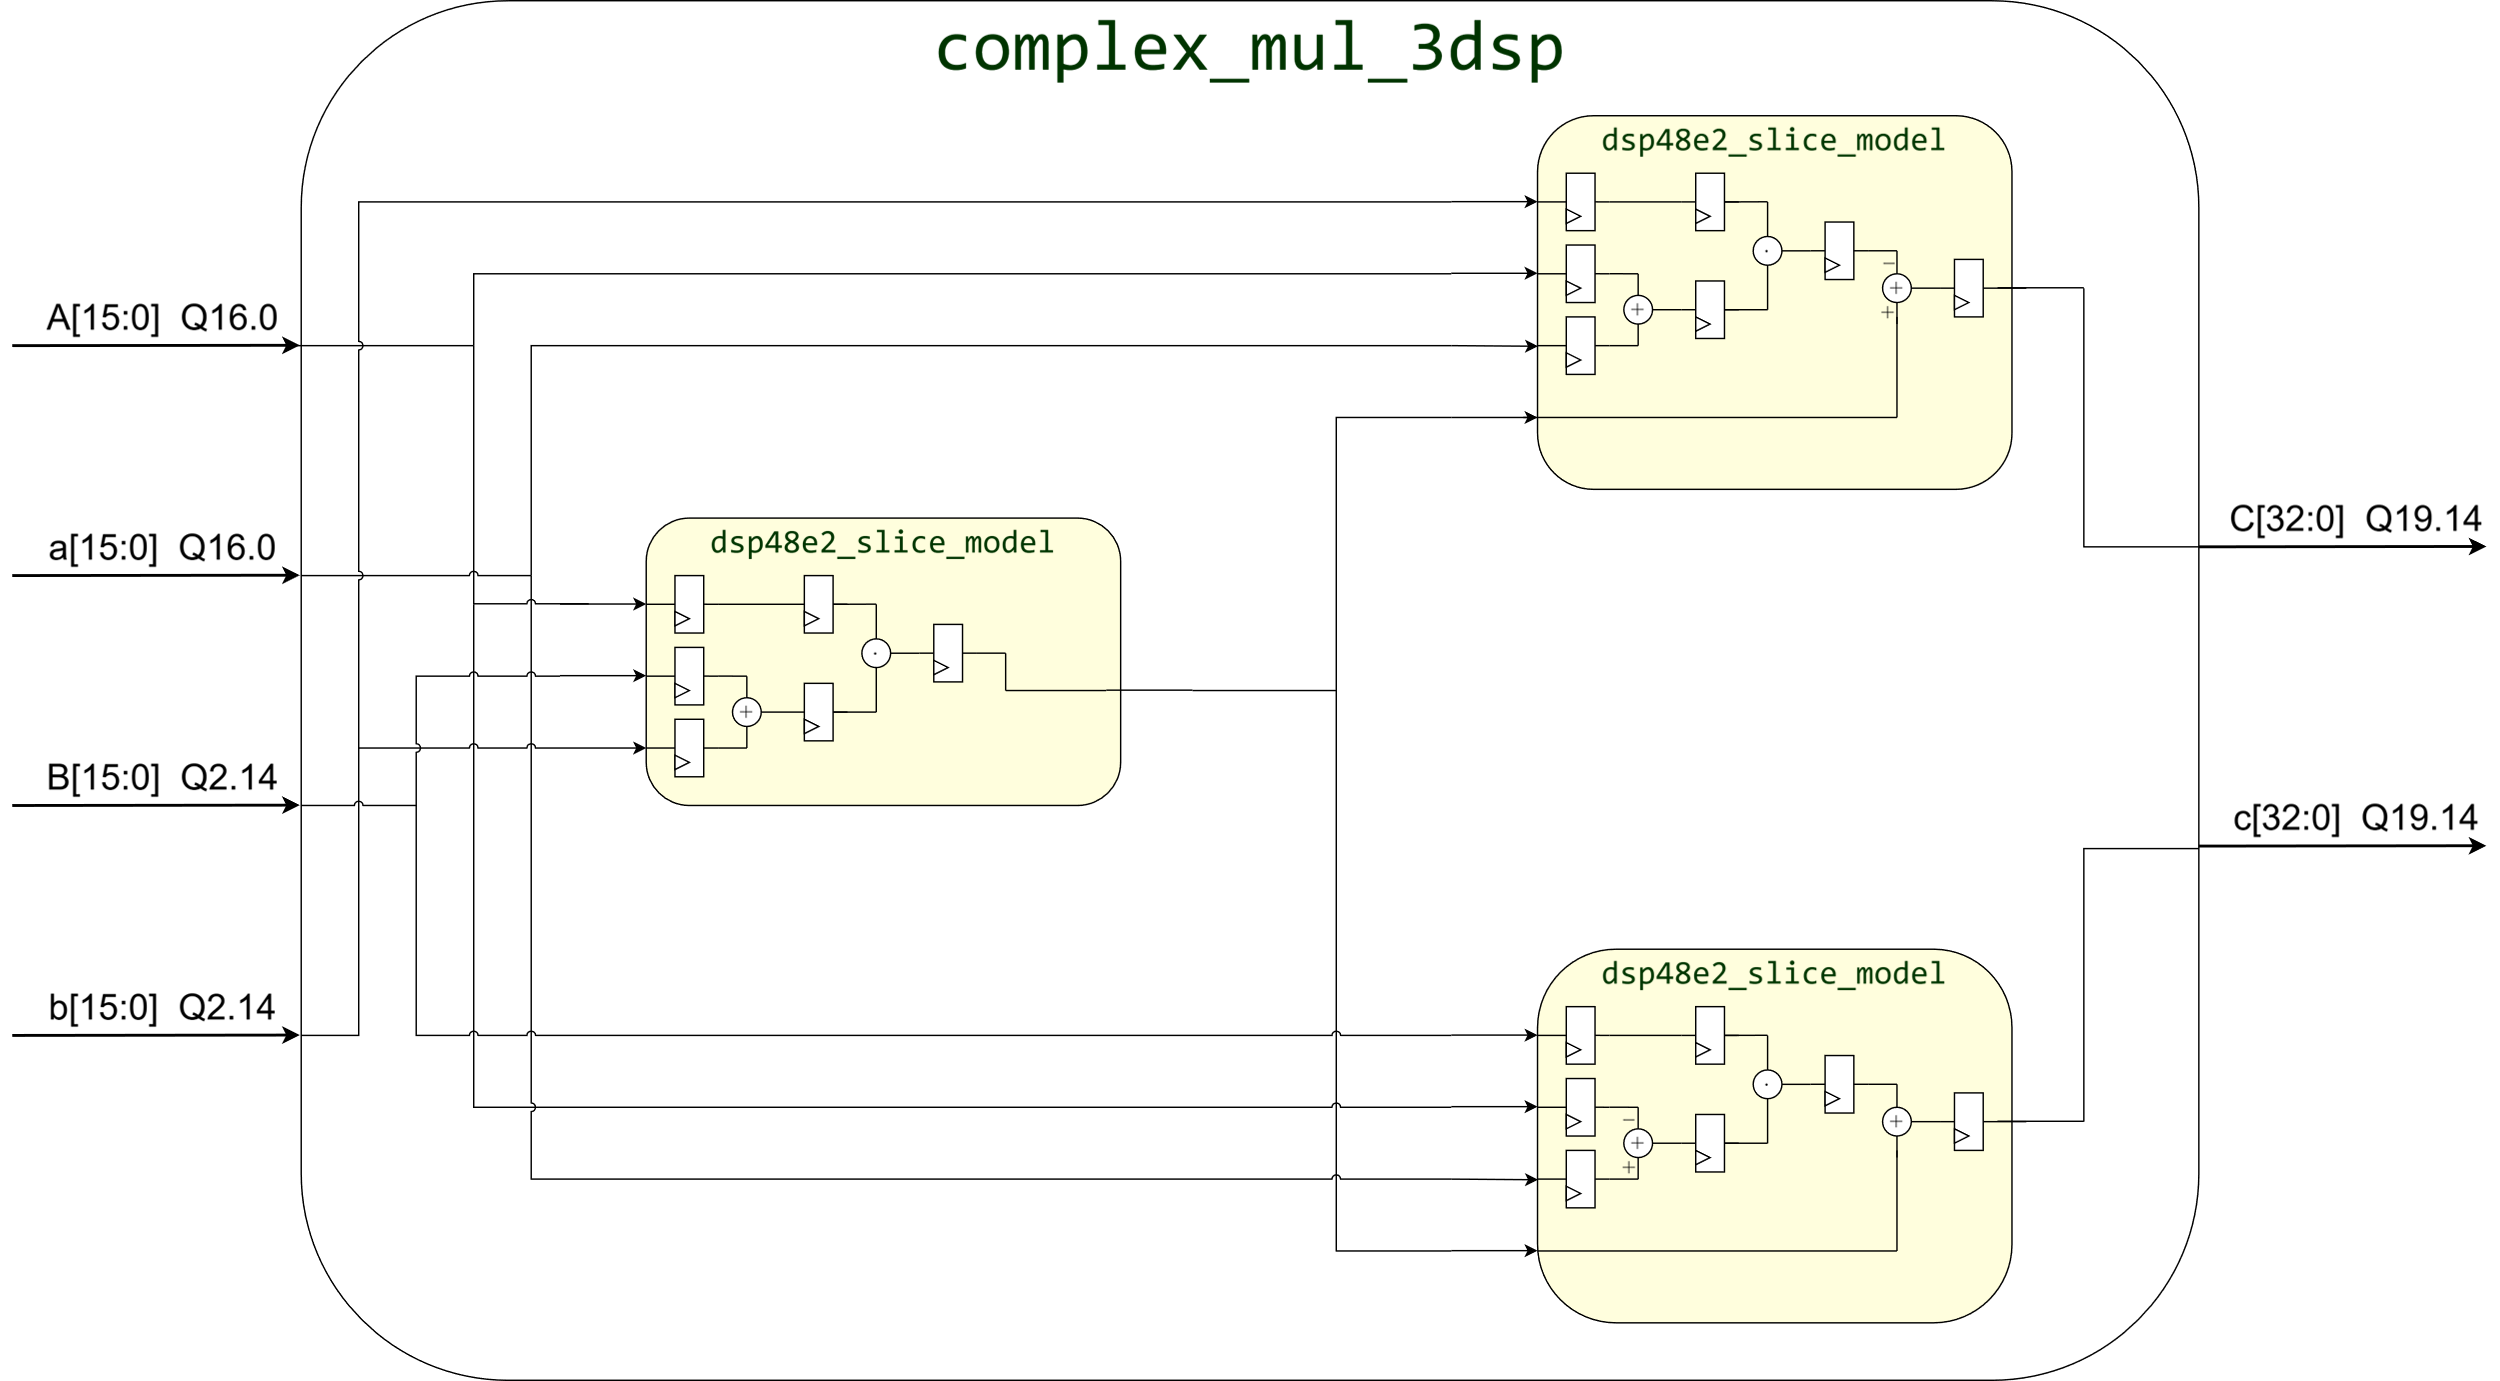 complex_mul_3dsp
dsp48e2_slice_model
A[15:0] Q16.0
−
+
+
+
C[32:0] Q19.14
a[15:0] Q16.0
dsp48e2_slice_model
+
B[15:0] Q2.14
c[32:0] Q19.14
b[15:0] Q2.14
dsp48e2_slice_model
−
+
+
+